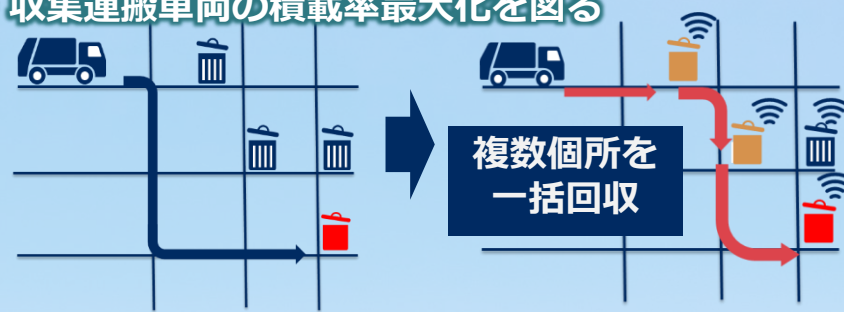 収集運搬車両の積載率最大化を図る
複数個所を
一括回収